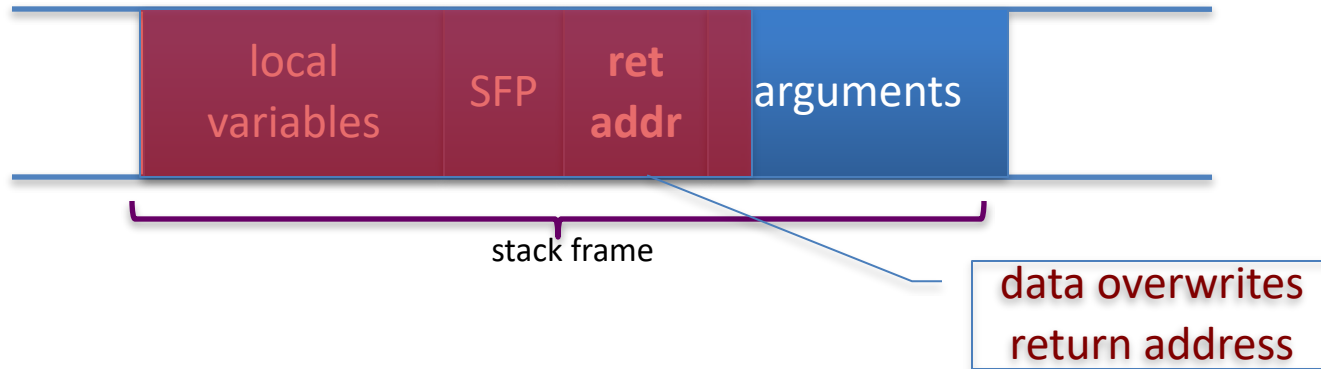 local
variables
SFP
ret
addr
arguments
stack frame
data overwrites
return address